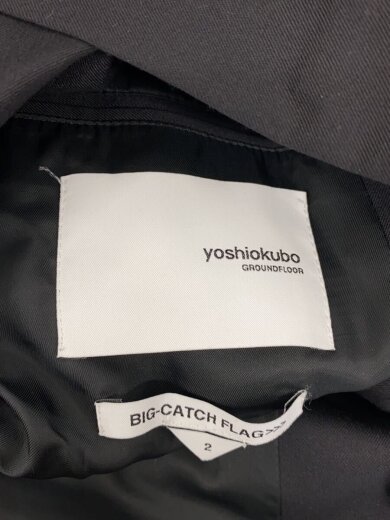 yoshiokubo
GROUNDFLOOR
BIG-CATCH FLAG>>>
2